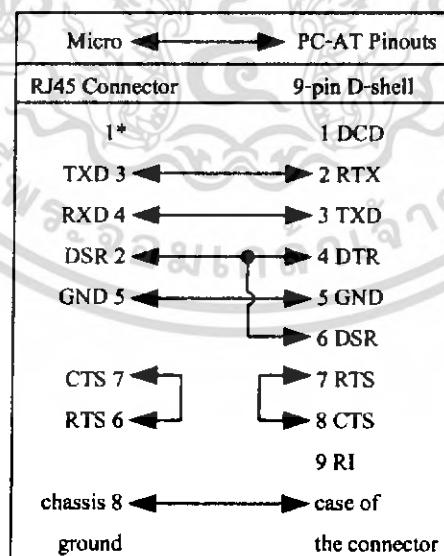 Micro PC-AT Pinouts
RJ45 Connector 9-pin D-shell
1* 1 DCD
TXD 3 2 RTX
RXD 4 3 TXD
DSR 2 4 DTR
GND 5 5 GND
6 DSR
CTS 7 7 RTS
RTS 6 8 CTS
9 RI
chassis 8 case of
ground the connector